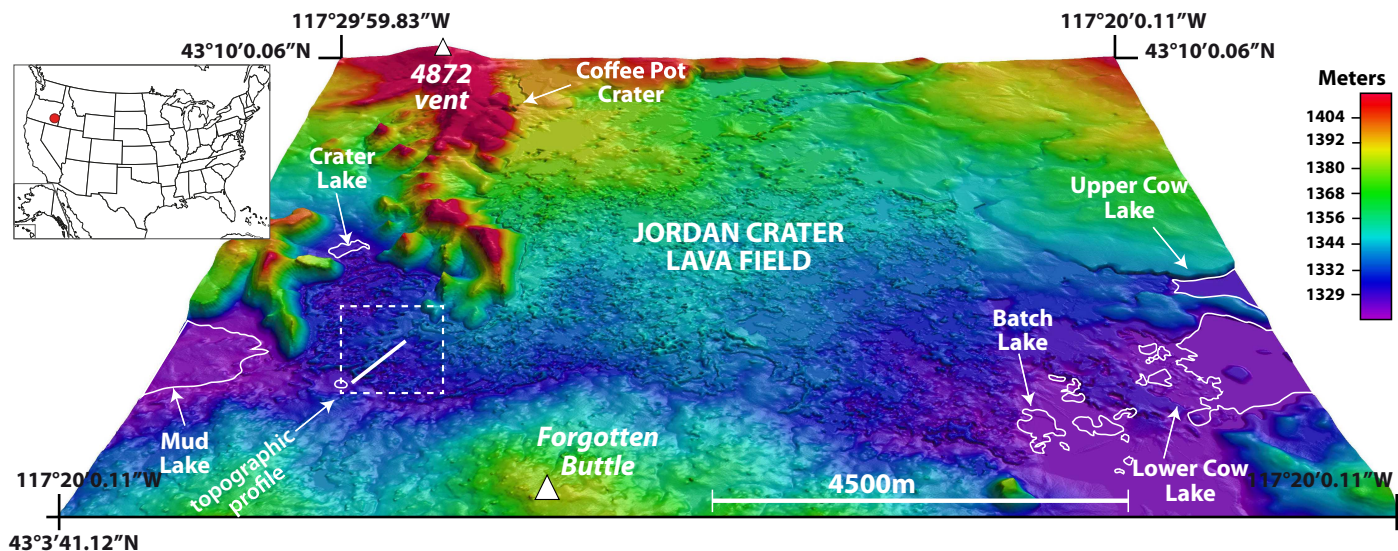 117°29’59.83”W
117°20’0.11”W
43°10’0.06”N
43°10’0.06”N
4872
vent
Coffee Pot
Crater
Meters
1404
1392
1380
1368
1356
1344
1332
1329
Crater
Lake
Upper Cow
Lake
JORDAN CRATER
LAVA FIELD
Batch
Lake
Mud
Lake
topographic
profile
Forgotten
Buttle
4500m
Lower Cow
Lake
117°20’0.11”W
117°20’0.11”W
43°3’41.12”N